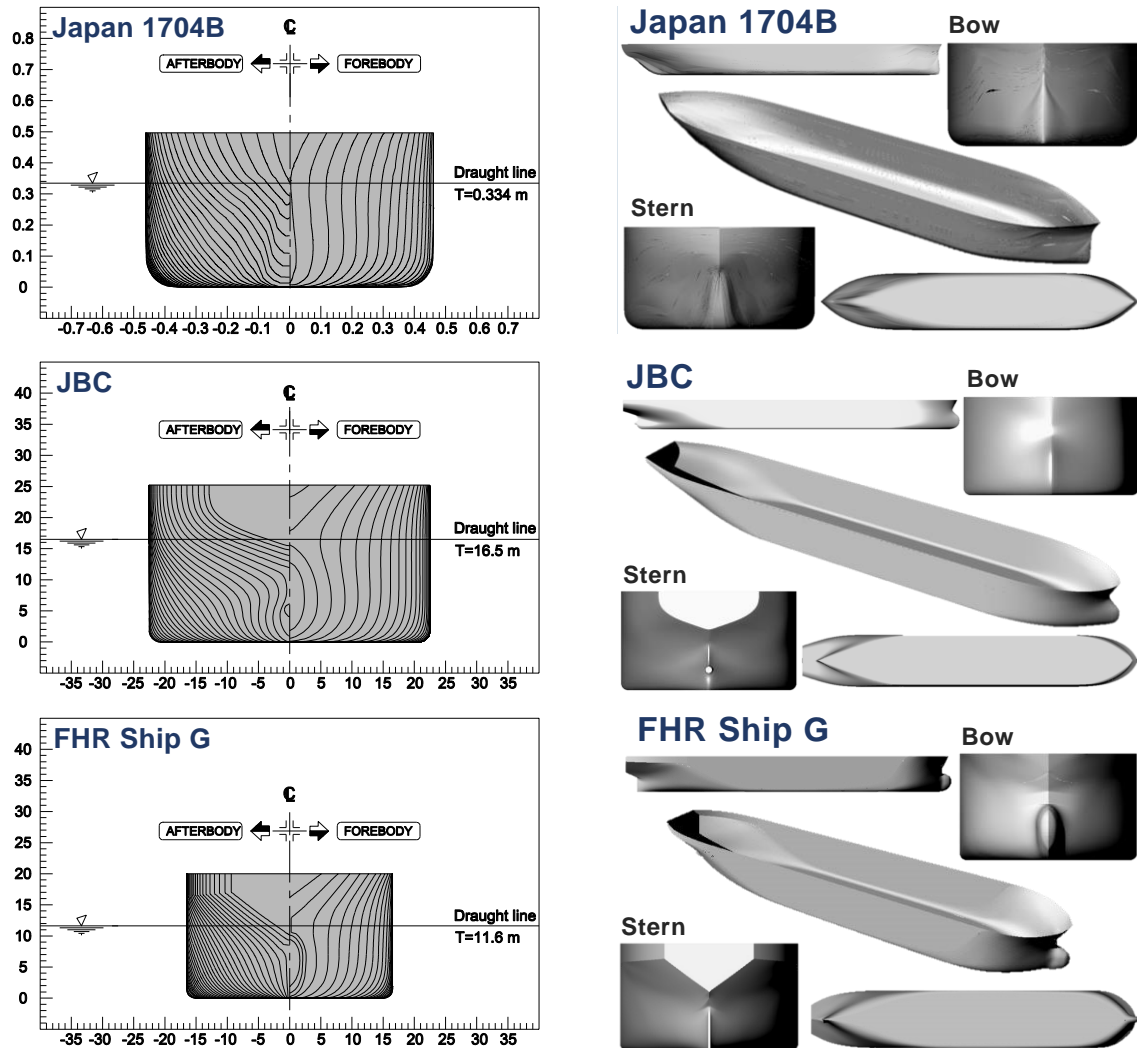 Japan 1704B
℄
0.8
0.7
0.6
0.5
0.4
0.3
0.2
0.1
0
AFTERBODY
FOREBODY
Draught line
T=0.334 m
-0.7 -0.6 -0.5 -0.4 -0.3 -0.2 -0.1 0 0.1 0.2 0.3 0.4 0.5 0.6 0.7
Japan 1704B
Bow
Stern
JBC
℄
40
35
30
25
20
15
10
5
0
AFTERBODY
FOREBODY
Draught line
T=16.5 m
-35 -30 -25 -20 -15 -10 -5 0 5 10 15 20 25 30 35
JBC
Bow
Stern
FHR Ship G
℄
40
35
30
25
20
15
10
5
0
AFTERBODY
FOREBODY
Draught line
T=11.6 m
-35 -30 -25 -20 -15 -10 -5 0 5 10 15 20 25 30 35
FHR Ship G
Bow
Stern